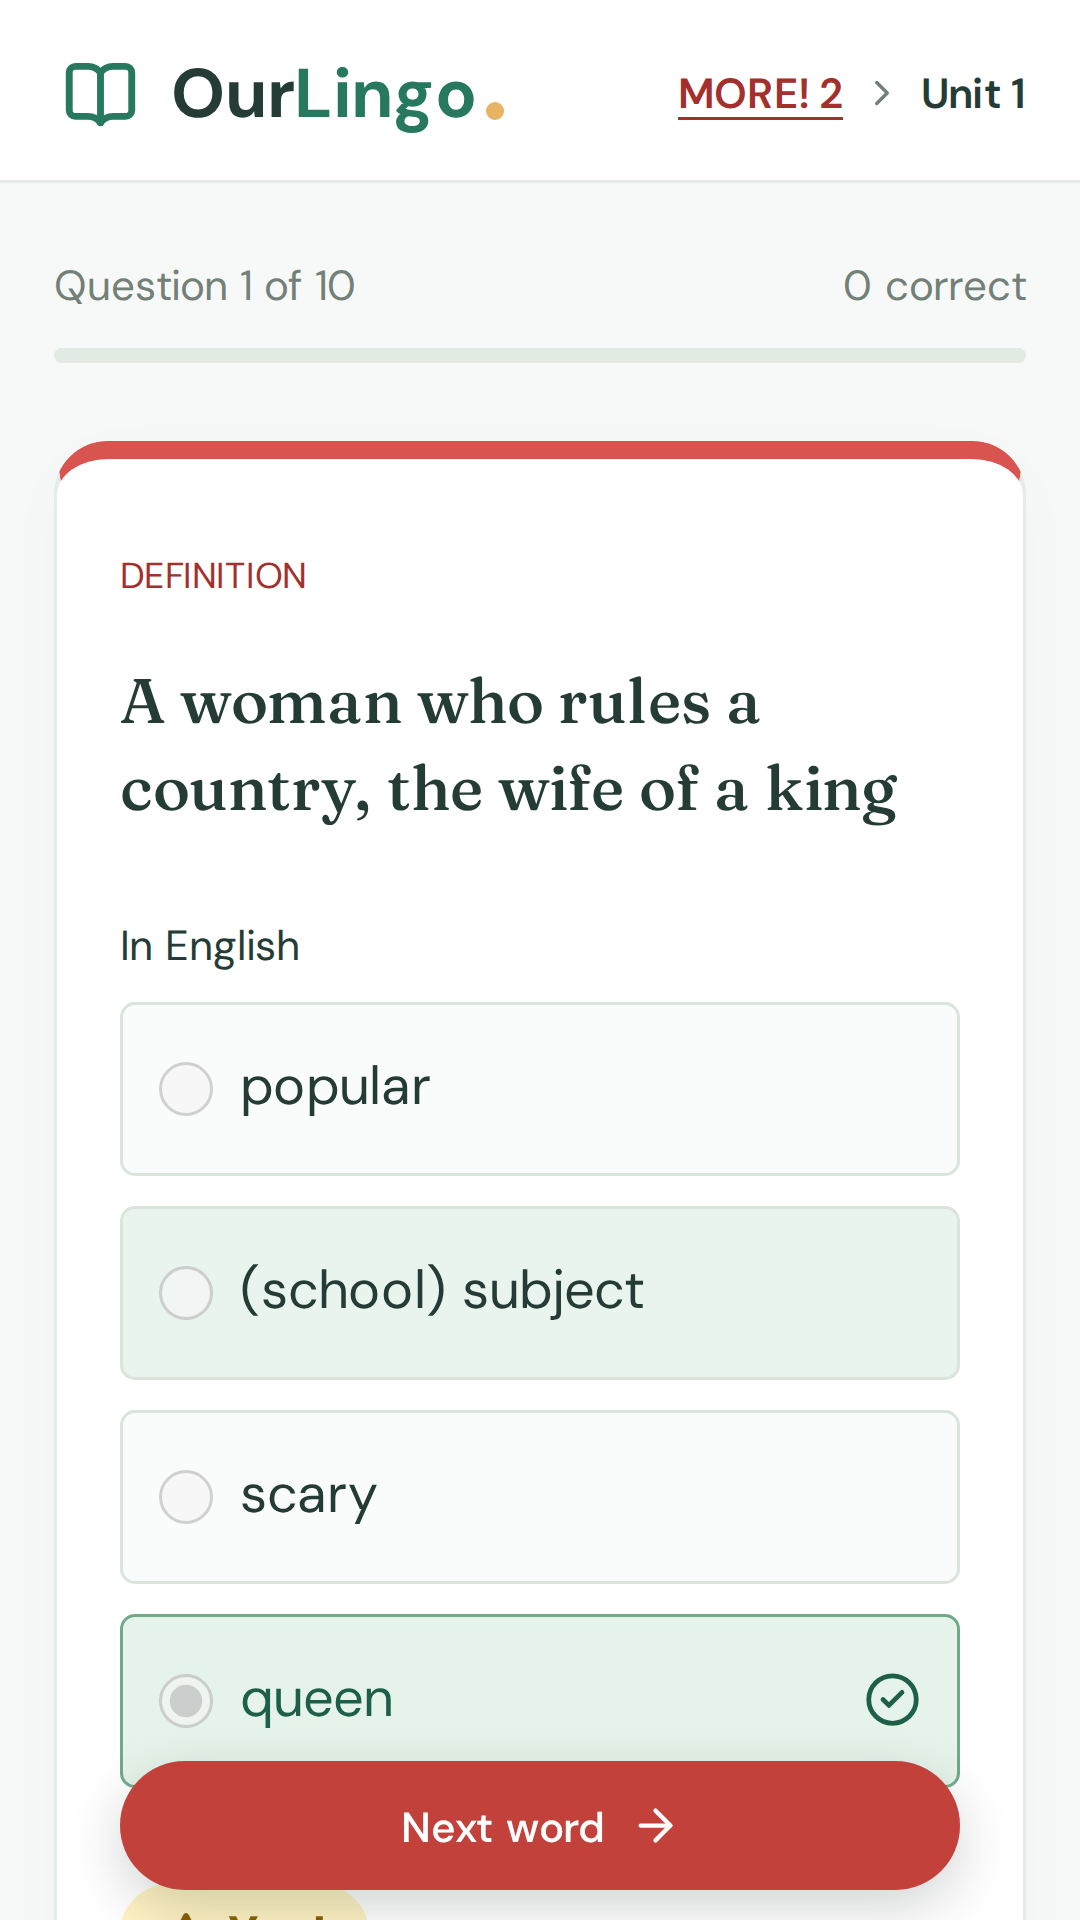 OurLingo.
MORE! 2 > Unit 1
Question 1 of 10
0 correct
DEFINITION
A woman who rules a
country, the wife of a king
In English
popular
(school) subject
scary
queen
Next word →